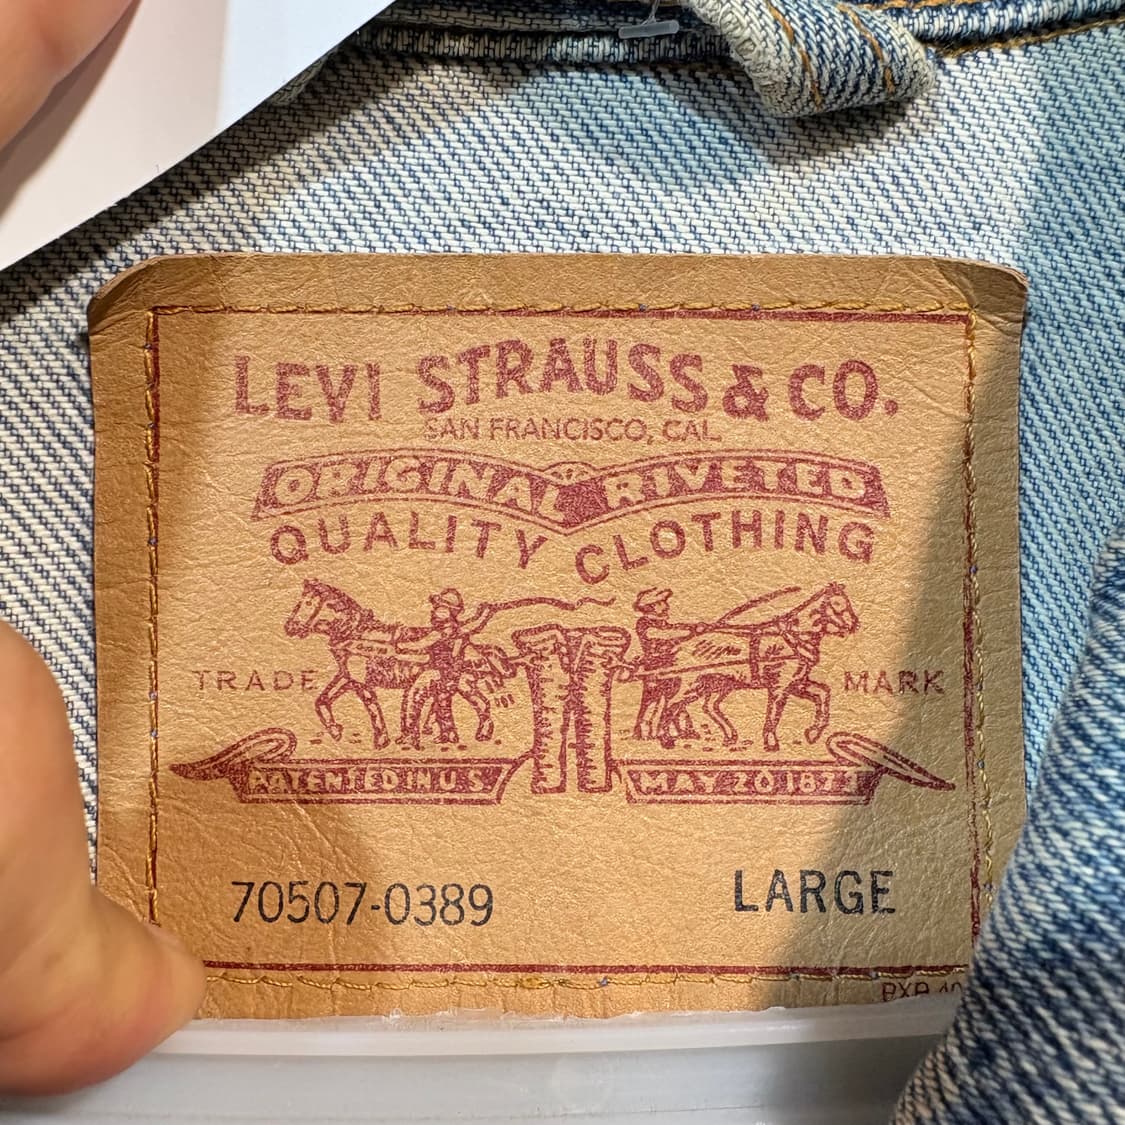 LEVI STRAUSS & CO.
SAN FRANCISCO, CAL.
ORIGINAL RIVETED
QUALITY CLOTHING
TRADE MARK
PATENTED IN U.S. MAY 20 1873
70507-0389 LARGE